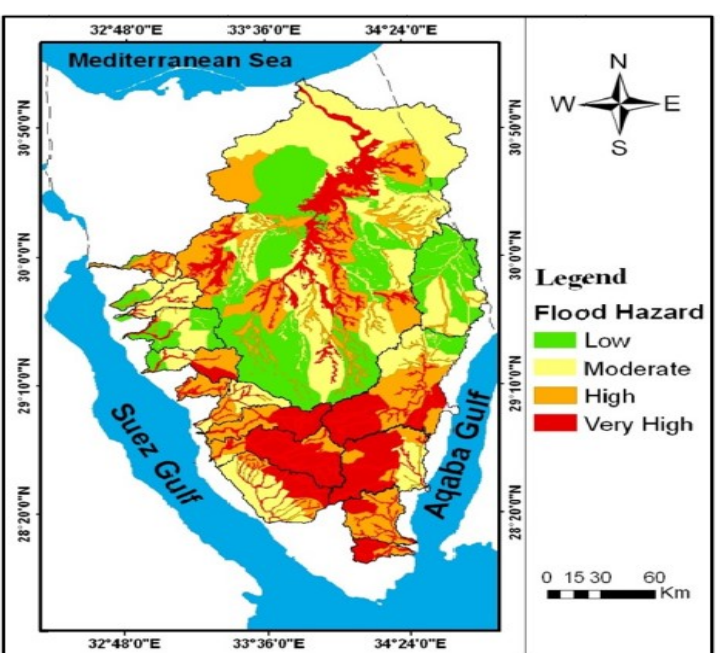 32°48'0"E 33°36'0"E 34°24'0"E
Mediterranean Sea
N
W E
S
30°50'0"N 30°50'0"N
30°0'0"N 30°0'0"N
Legend
Flood Hazard
Low
Moderate
High
Very High
29°10'0"N 29°10'0"N
Suez Gulf
Aqaba Gulf
28°20'0"N 28°20'0"N
0 15 30 60
Km
32°48'0"E 33°36'0"E 34°24'0"E